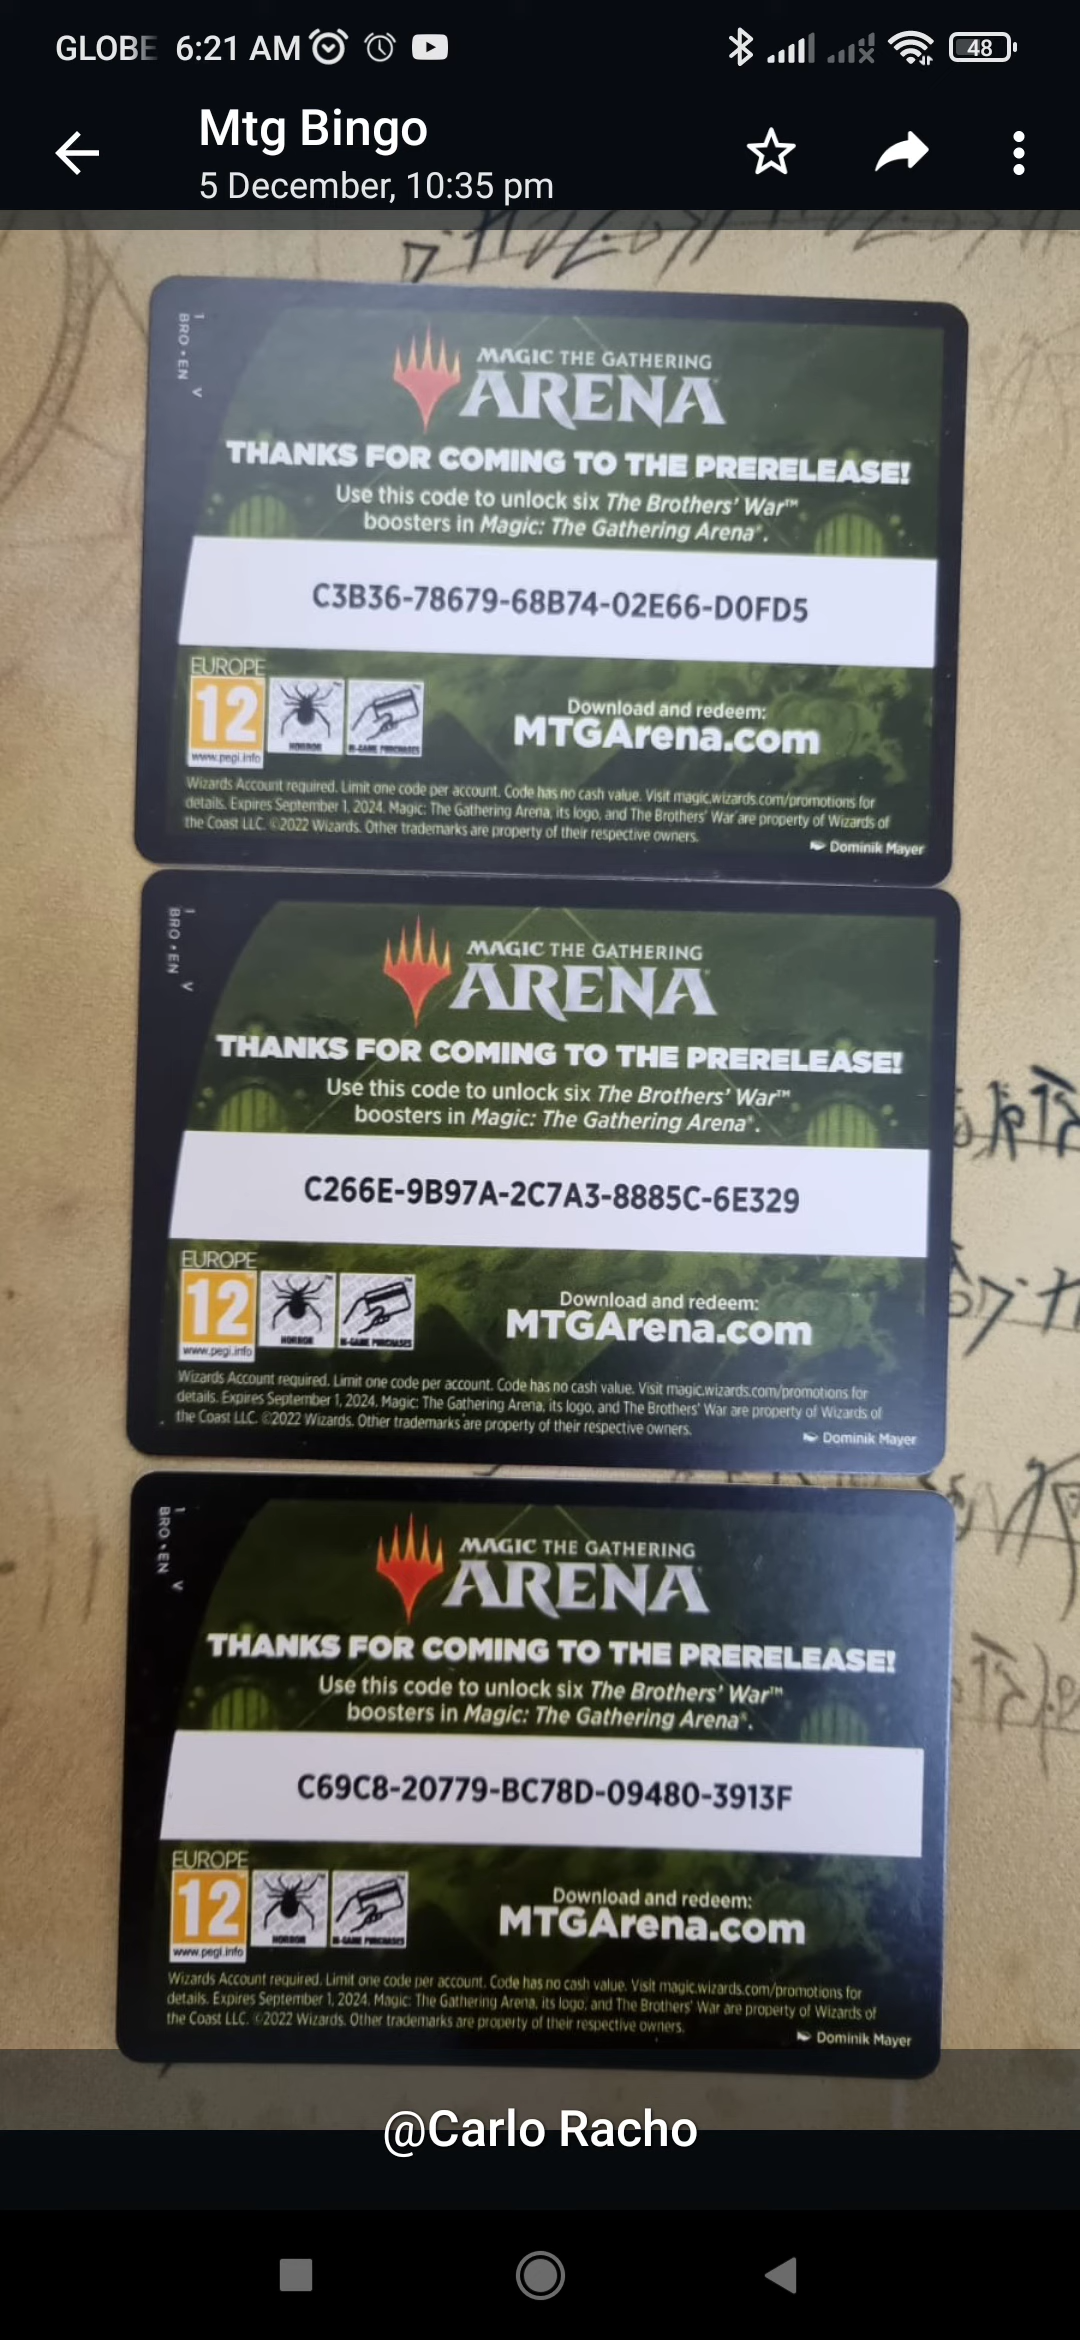 GLOBE 6:21 AM 48
Mtg Bingo
5 December, 10:35 pm
1
BRO • EN V
MAGIC THE GATHERING
ARENA
THANKS FOR COMING TO THE PRERELEASE!
Use this code to unlock six The Brothers' War™
boosters in Magic: The Gathering Arena®.
C3B36-78679-68B74-02E66-D0FD5
EUROPE
12
www.pegi.info
HORROR
IN-GAME PURCHASES
Download and redeem:
MTGArena.com
Wizards Account required. Limit one code per account. Code has no cash value. Visit magic.wizards.com/promotions for
details. Expires September 1, 2024. Magic: The Gathering Arena, its logo, and The Brothers' War are property of Wizards of
the Coast LLC. ©2022 Wizards. Other trademarks are property of their respective owners.
Dominik Mayer
1
BRO • EN V
MAGIC THE GATHERING
ARENA
THANKS FOR COMING TO THE PRERELEASE!
Use this code to unlock six The Brothers' War™
boosters in Magic: The Gathering Arena®.
C266E-9B97A-2C7A3-8885C-6E329
EUROPE
12
www.pegi.info
HORROR
IN-GAME PURCHASES
Download and redeem:
MTGArena.com
Wizards Account required. Limit one code per account. Code has no cash value. Visit magic.wizards.com/promotions for
details. Expires September 1, 2024. Magic: The Gathering Arena, its logo, and The Brothers' War are property of Wizards of
the Coast LLC. ©2022 Wizards. Other trademarks are property of their respective owners.
Dominik Mayer
1
BRO • EN V
MAGIC THE GATHERING
ARENA
THANKS FOR COMING TO THE PRERELEASE!
Use this code to unlock six The Brothers' War™
boosters in Magic: The Gathering Arena®.
C69C8-20779-BC78D-09480-3913F
EUROPE
12
www.pegi.info
HORROR
IN-GAME PURCHASES
Download and redeem:
MTGArena.com
Wizards Account required. Limit one code per account. Code has no cash value. Visit magic.wizards.com/promotions for
details. Expires September 1, 2024. Magic: The Gathering Arena, its logo, and The Brothers' War are property of Wizards of
the Coast LLC. ©2022 Wizards. Other trademarks are property of their respective owners.
Dominik Mayer
@Carlo Racho